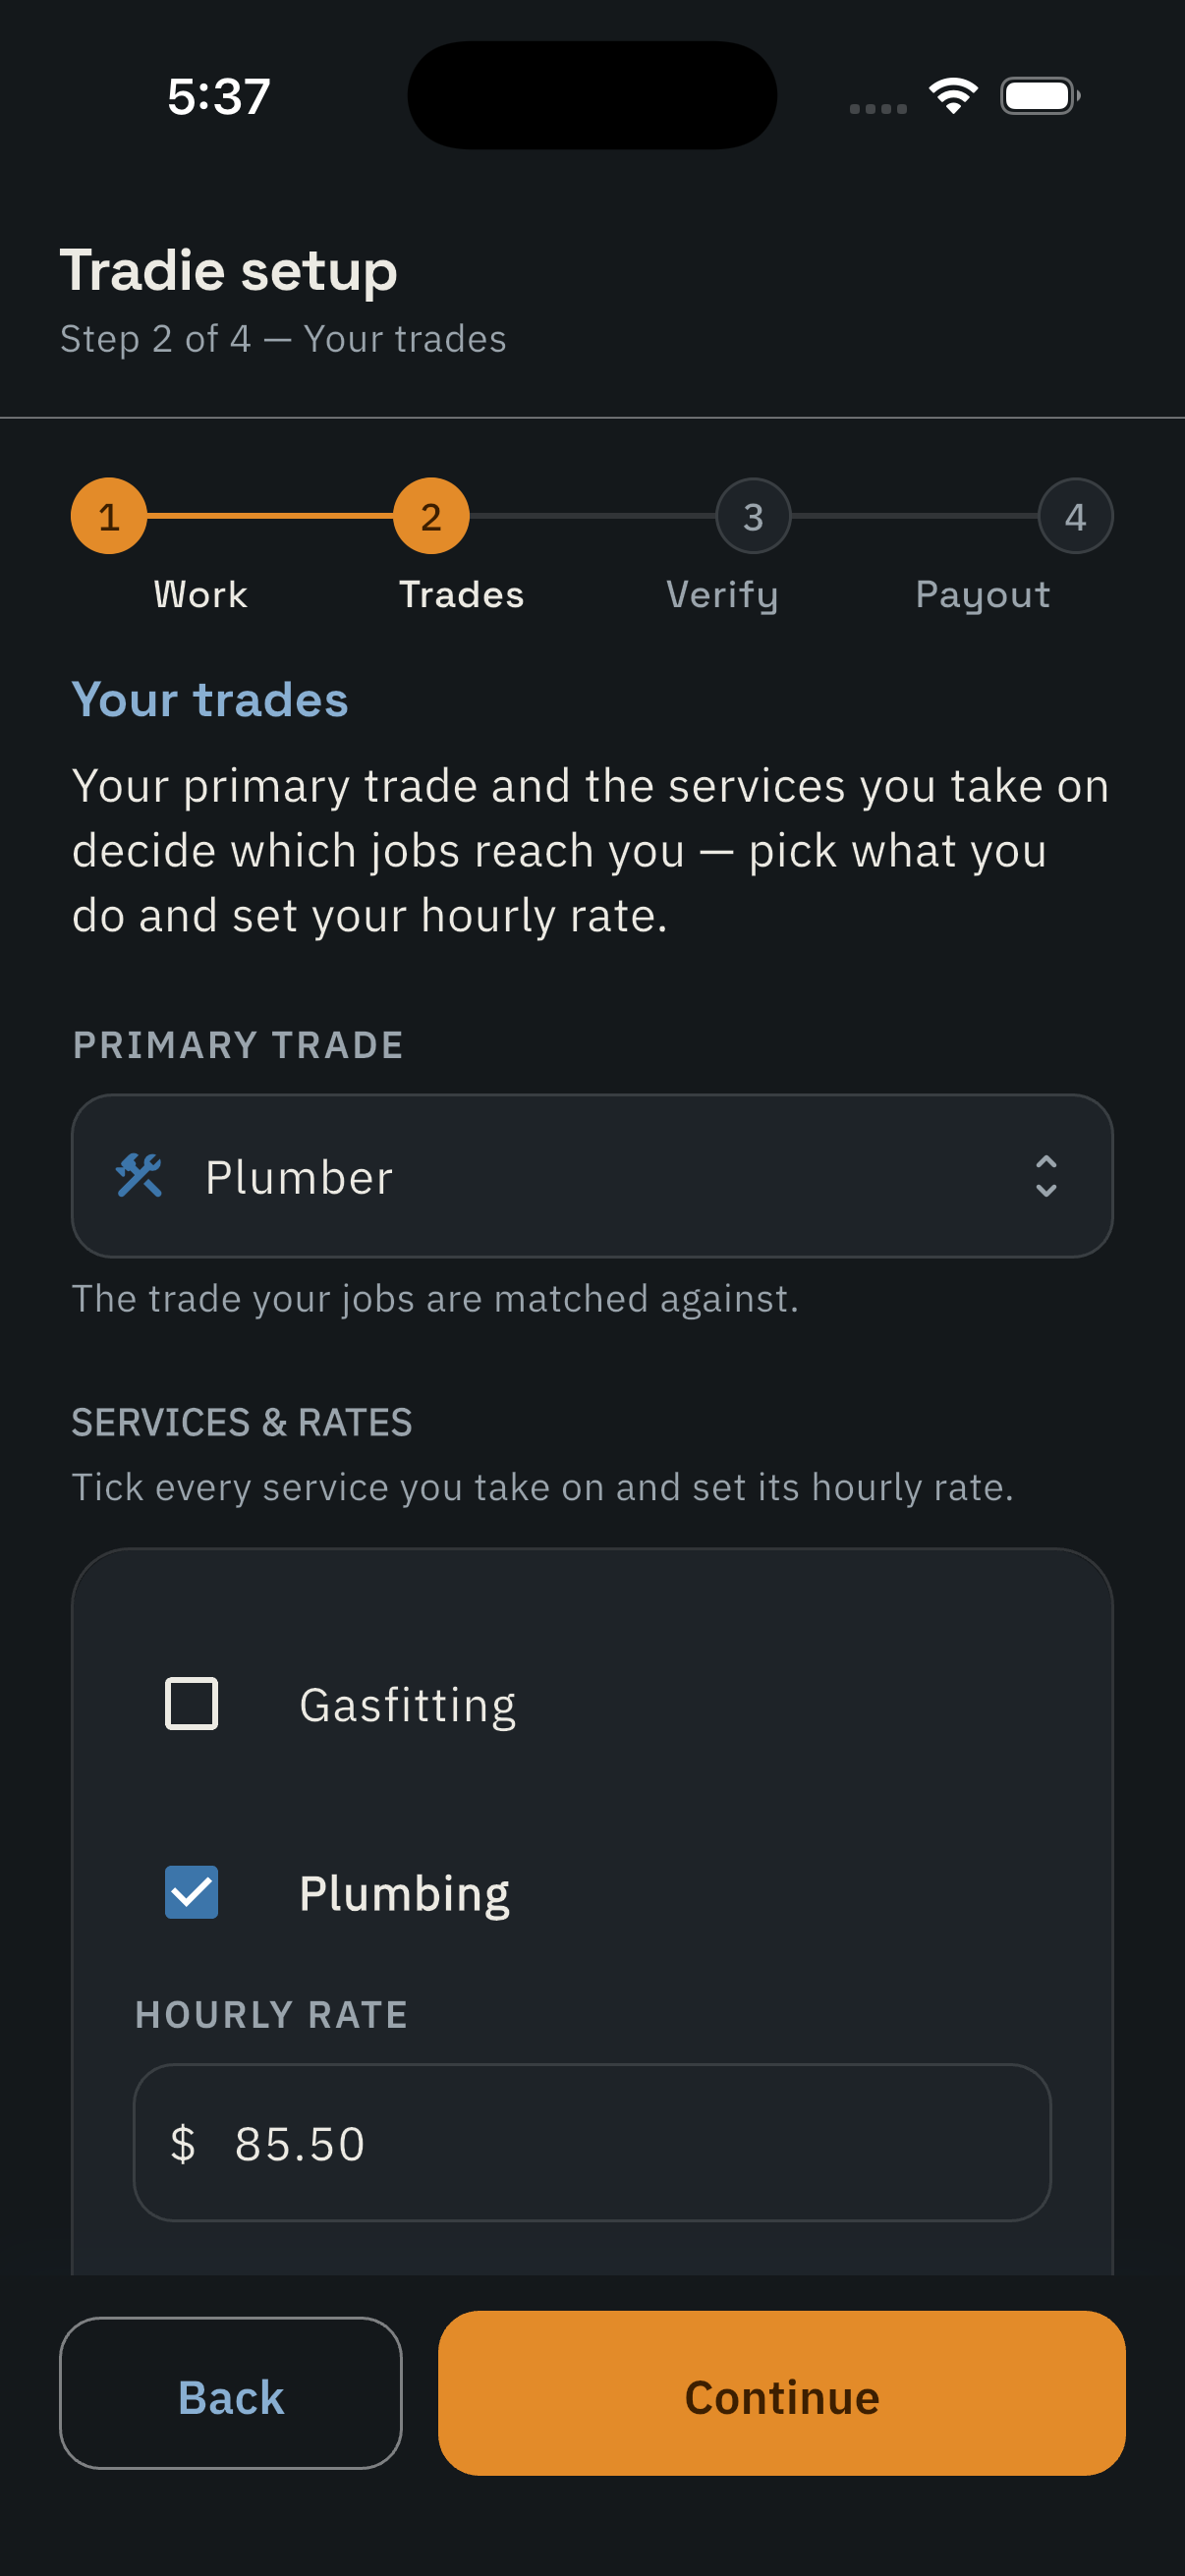 5:37
Tradie setup
Step 2 of 4 — Your trades
1
2
3
4
Work
Trades
Verify
Payout
Your trades
Your primary trade and the services you take on
decide which jobs reach you — pick what you
do and set your hourly rate.
PRIMARY TRADE
Plumber
The trade your jobs are matched against.
SERVICES & RATES
Tick every service you take on and set its hourly rate.
Gasfitting
Plumbing
HOURLY RATE
$ 85.50
Back
Continue